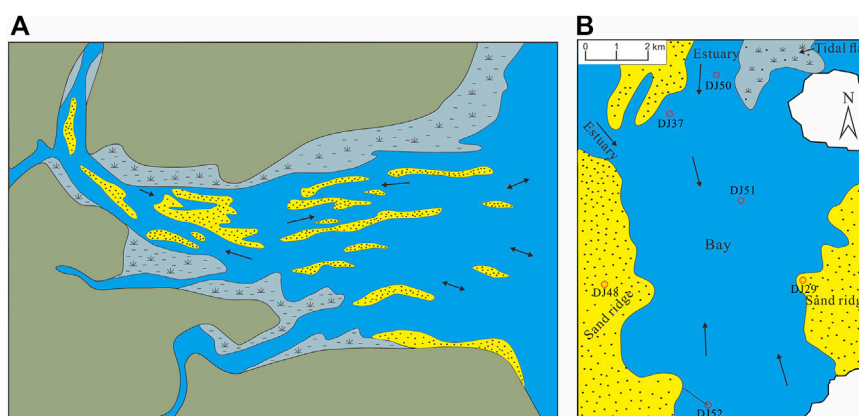 A
B
0 1 2 km
Estuary
Tidal fla
DJ50
DJ37
N
Estuary
DJ51
Bay
DJ48
DJ29
Sand ridge
Sand ridg
DJ52